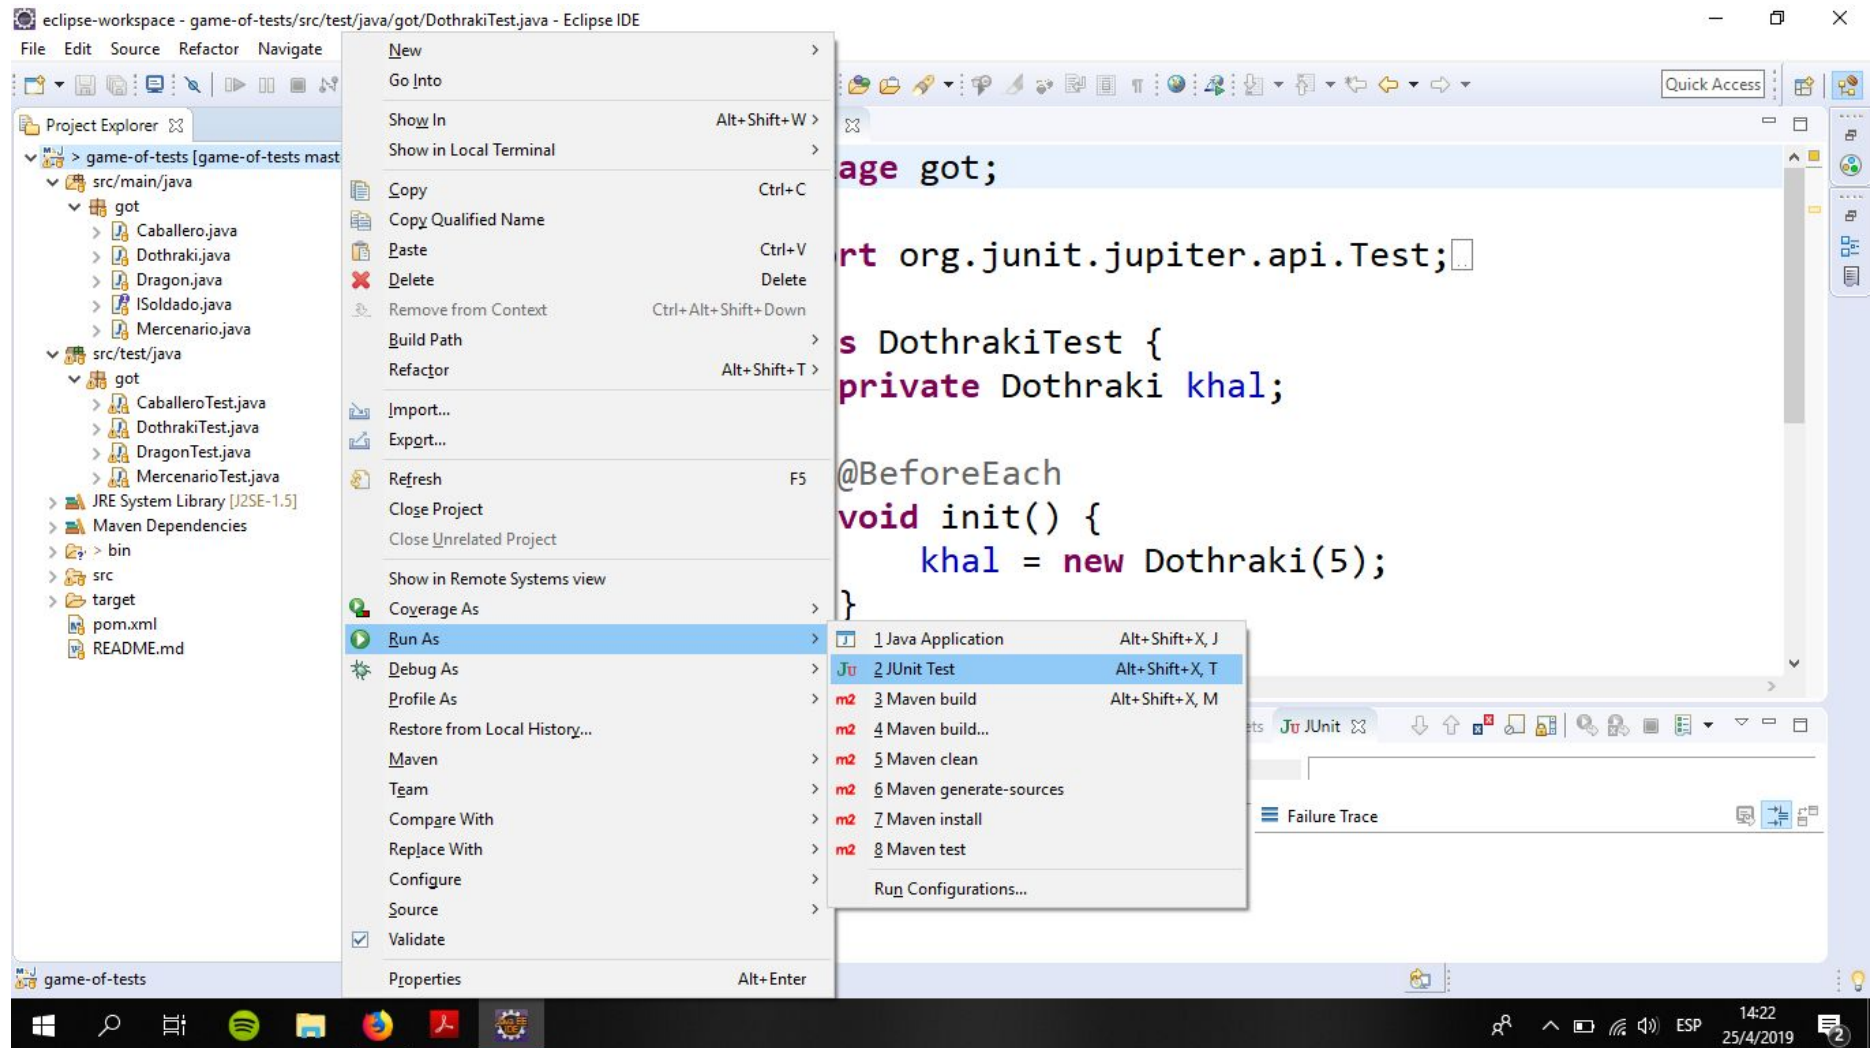 eclipse-workspace - game-of-tests/src/test/java/got/DothrakiTest.java - Eclipse IDE
File Edit Source Refactor Navigate
Quick Access
Project Explorer
> game-of-tests [game-of-tests mast
src/main/java
got
Caballero.java
Dothraki.java
Dragon.java
ISoldado.java
Mercenario.java
src/test/java
got
CaballeroTest.java
DothrakiTest.java
DragonTest.java
MercenarioTest.java
JRE System Library [J2SE-1.5]
Maven Dependencies
> bin
src
target
pom.xml
README.md
New
Go Into
Show In Alt+Shift+W >
Show in Local Terminal
Copy Ctrl+C
Copy Qualified Name
Paste Ctrl+V
Delete Delete
Remove from Context Ctrl+Alt+Shift+Down
Build Path
Refactor Alt+Shift+T >
Import...
Export...
Refresh F5
Close Project
Close Unrelated Project
Show in Remote Systems view
Coverage As
Run As
Debug As
Profile As
Restore from Local History...
Maven
Team
Compare With
Replace With
Configure
Source
Validate
Properties Alt+Enter
1 Java Application Alt+Shift+X, J
2 JUnit Test Alt+Shift+X, T
3 Maven build Alt+Shift+X, M
4 Maven build...
5 Maven clean
6 Maven generate-sources
7 Maven install
8 Maven test
Run Configurations...
age got;
rt org.junit.jupiter.api.Test;
s DothrakiTest {
private Dothraki khal;
@BeforeEach
void init() {
khal = new Dothraki(5);
}
ets JUnit
Failure Trace
game-of-tests
ESP
14:22
25/4/2019
2